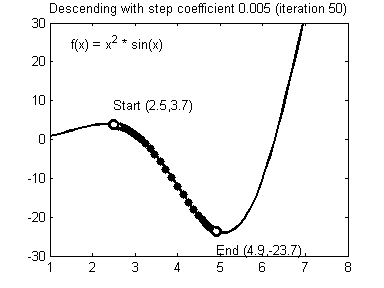 Descending with step coefficient 0.005 (iteration 50)
30
f(x) = x² * sin(x)
20
10
Start (2.5,3.7)
0
-10
-20
End (4.9,-23.7)
-30
1 2 3 4 5 6 7 8